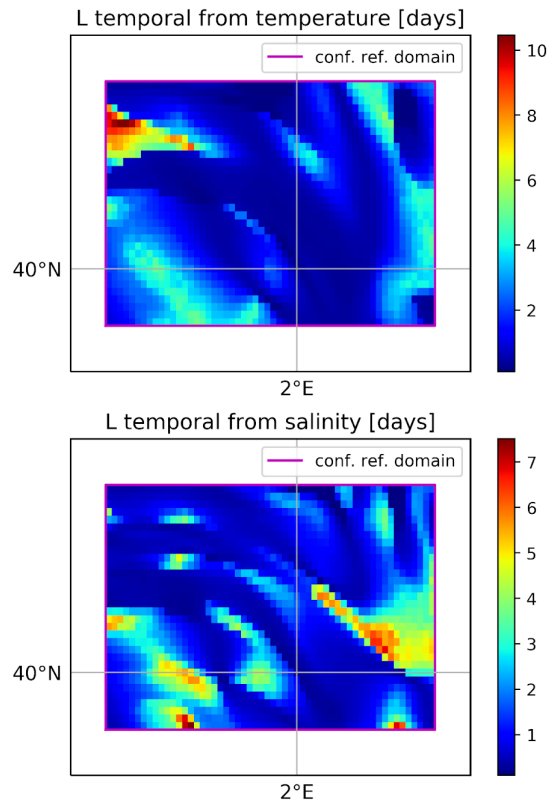 L temporal from temperature [days]
conf. ref. domain
10
8
6
4
2
40°N
2°E
L temporal from salinity [days]
conf. ref. domain
7
6
5
4
3
2
1
40°N
2°E